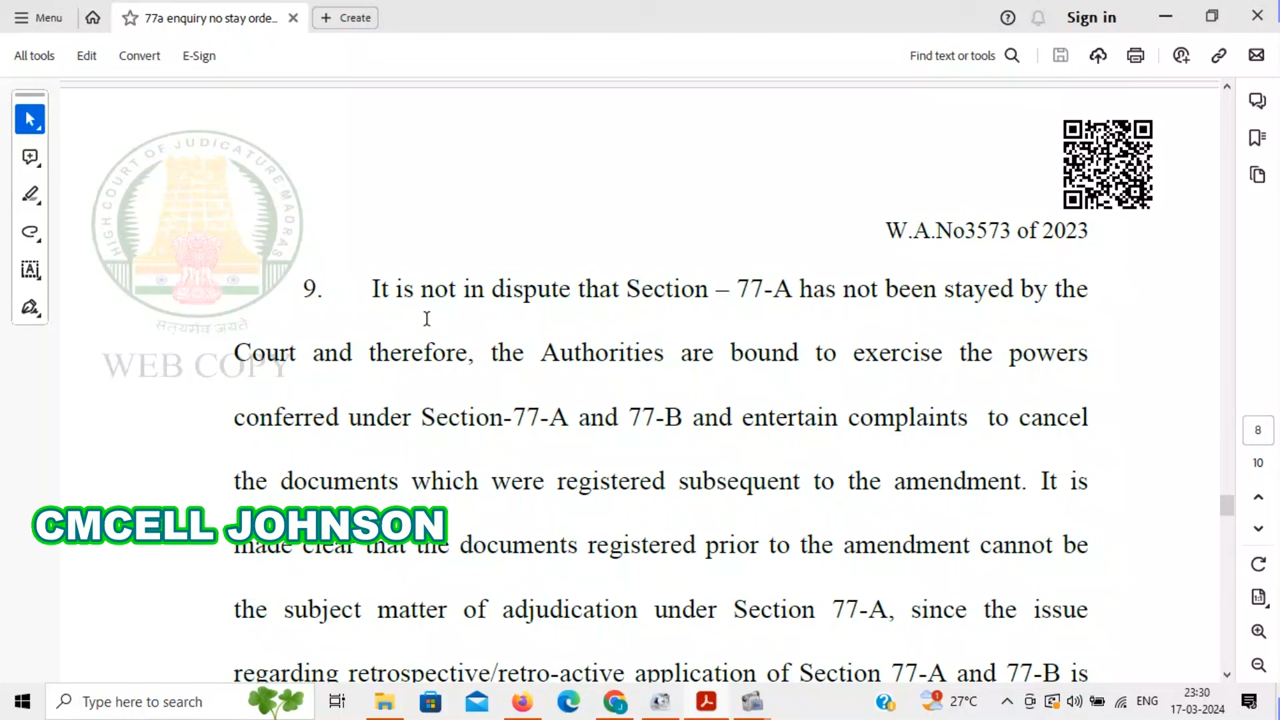 Menu
77a enquiry no stay orde...
Create
Sign in
All tools
Edit
Convert
E-Sign
Find text or tools
HIGH COURT OF JUDICATURE MADRAS
सत्यमेव जयते
WEB COPY
W.A.No3573 of 2023
9. It is not in dispute that Section – 77-A has not been stayed by the
Court and therefore, the Authorities are bound to exercise the powers
conferred under Section-77-A and 77-B and entertain complaints to cancel
the documents which were registered subsequent to the amendment. It is
CMCELL JOHNSON
made clear that the documents registered prior to the amendment cannot be
the subject matter of adjudication under Section 77-A, since the issue
regarding retrospective/retro-active application of Section 77-A and 77-B is
8
10
Type here to search
27°C
ENG
23:30
17-03-2024